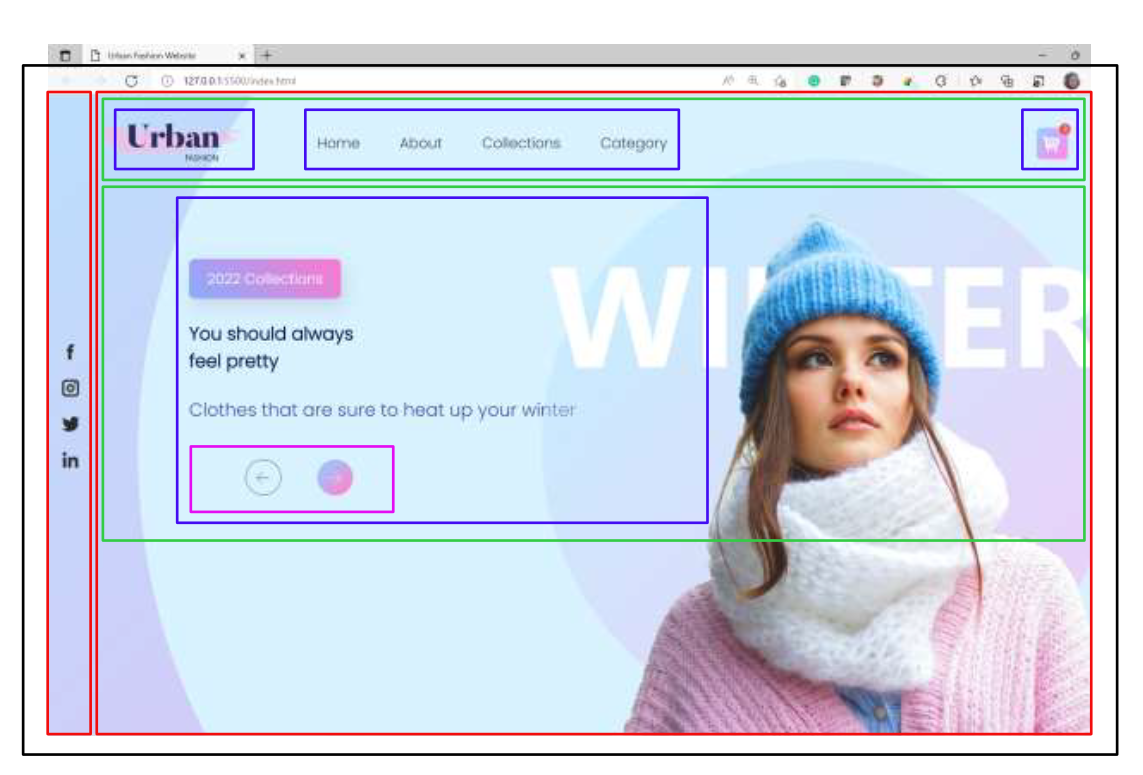 Urban Fashion Website
127.0.0.1:5500/index.html
Urban
FASHION
Home About Collections Category
2022 Collections
WINTER
You should always
feel pretty
Clothes that are sure to heat up your winter
f
in